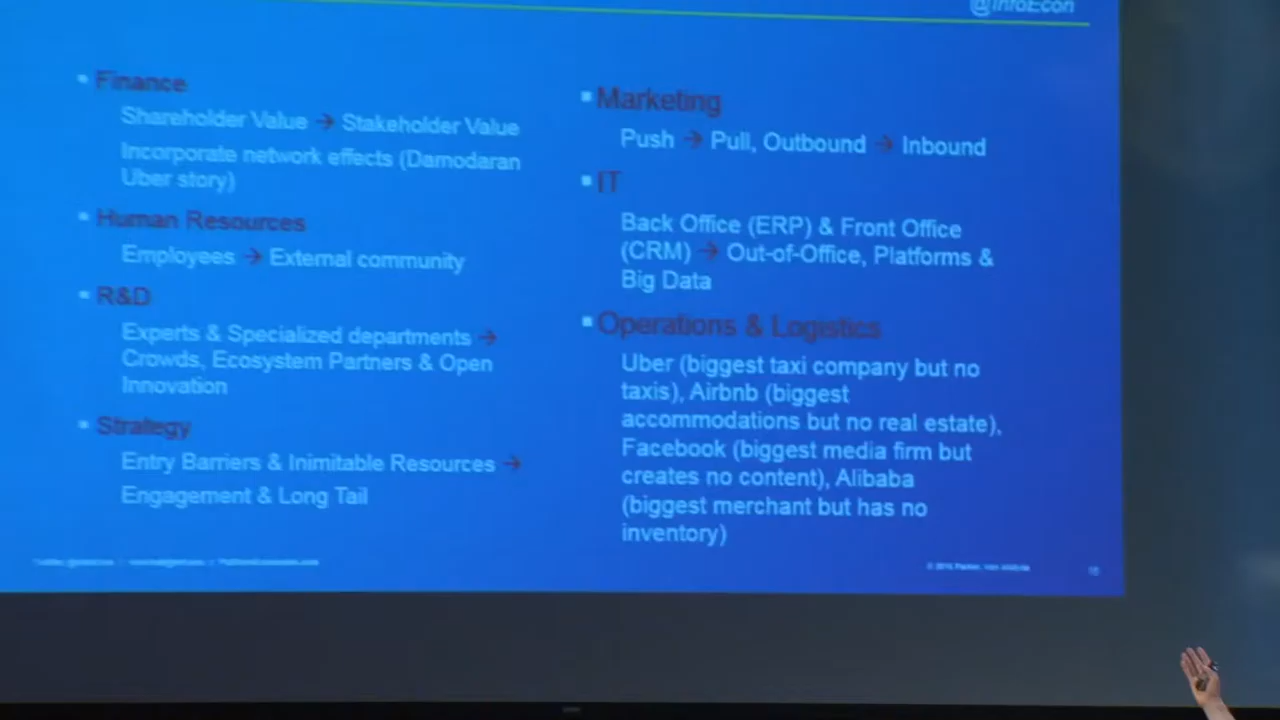 @InfoEcon
Finance
Shareholder Value → Stakeholder Value
Incorporate network effects (Damodaran
Uber story)
Human Resources
Employees → External community
R&D
Experts & Specialized departments →
Crowds, Ecosystem Partners & Open
Innovation
Strategy
Entry Barriers & Inimitable Resources →
Engagement & Long Tail
Marketing
Push → Pull, Outbound → Inbound
IT
Back Office (ERP) & Front Office
(CRM) → Out-of-Office, Platforms &
Big Data
Operations & Logistics
Uber (biggest taxi company but no
taxis), Airbnb (biggest
accommodations but no real estate),
Facebook (biggest media firm but
creates no content), Alibaba
(biggest merchant but has no
inventory)